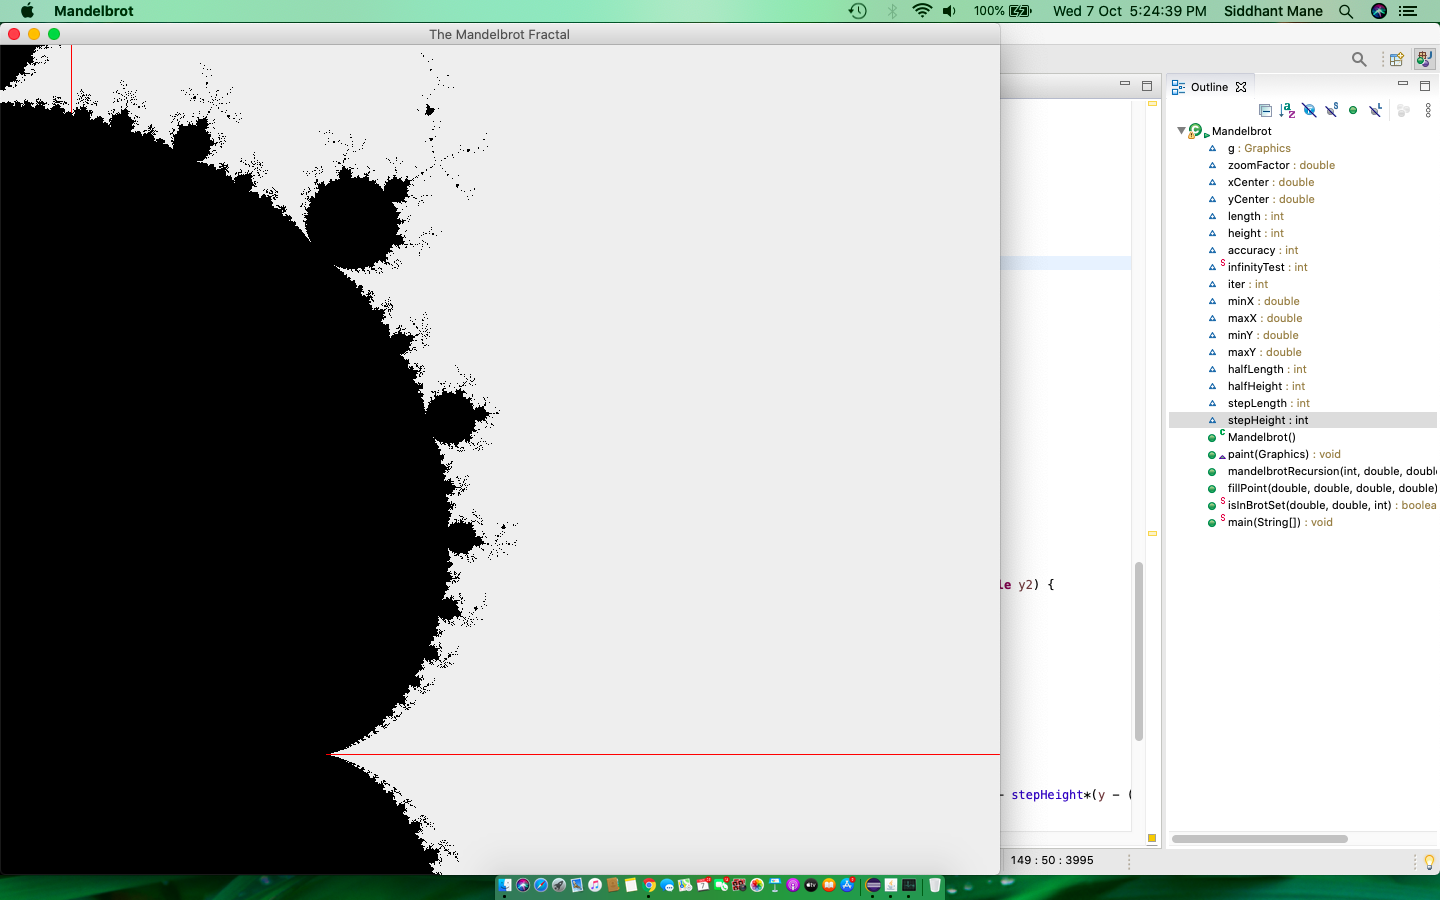 Mandelbrot
100%
Wed 7 Oct 5:24:39 PM
Siddhant Mane
The Mandelbrot Fractal
Outline
Mandelbrot
g : Graphics
zoomFactor : double
xCenter : double
yCenter : double
length : int
height : int
accuracy : int
infinityTest : int
iter : int
minX : double
maxX : double
minY : double
maxY : double
halfLength : int
halfHeight : int
stepLength : int
stepHeight : int
Mandelbrot()
paint(Graphics) : void
mandelbrotRecursion(int, double, doubl
fillPoint(double, double, double, double)
isInBrotSet(double, double, int) : boolea
main(String[]) : void
le y2) {
- stepHeight*(y - (
149 : 50 : 3995